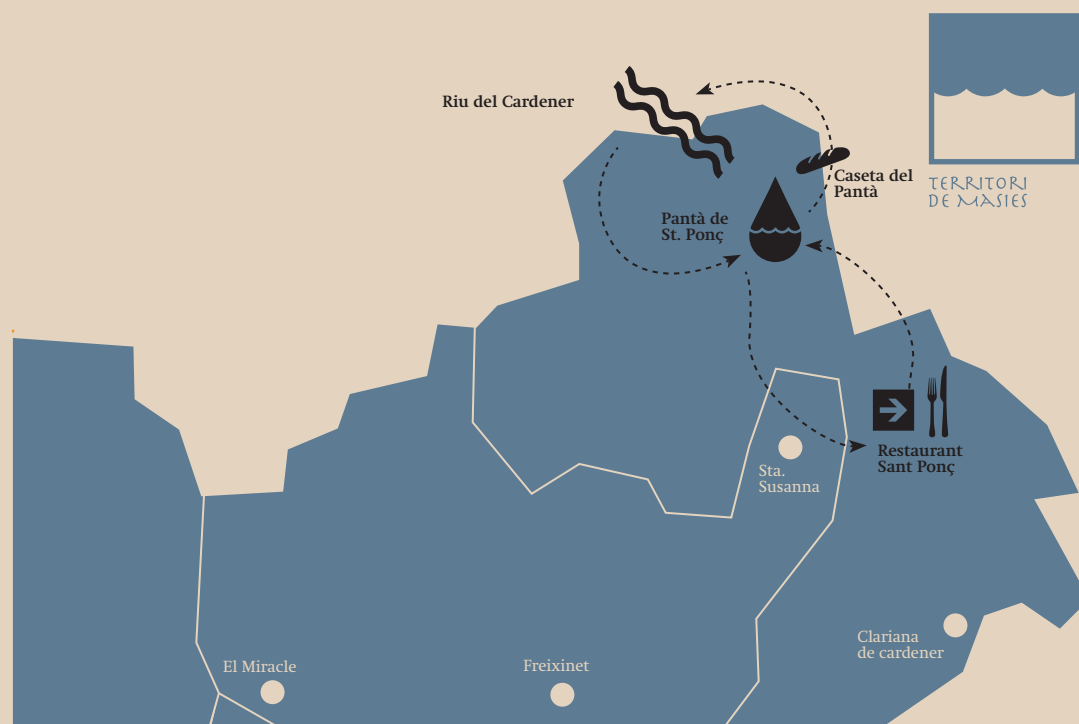 Riu del Cardener
Caseta del
Pantà
TERRITORI
DE MASIES
Pantà de
St. Ponç
Restaurant
Sant Ponç
Sta.
Susanna
Clariana
de cardener
El Miracle
Freixinet